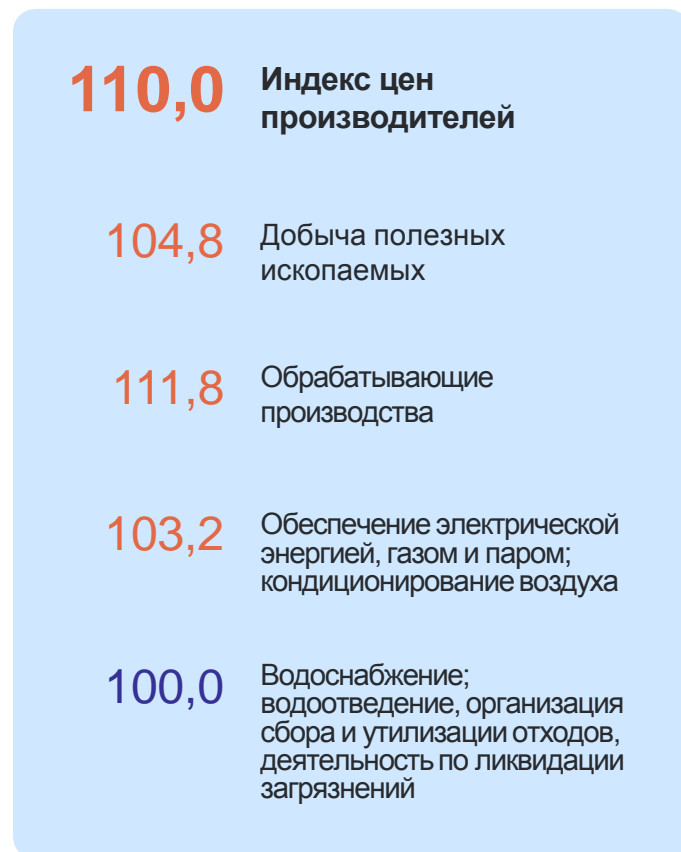 110,0
Индекс цен
производителей
104,8
Добыча полезных
ископаемых
111,8
Обрабатывающие
производства
103,2
Обеспечение электрической
энергией, газом и паром;
кондиционирование воздуха
100,0
Водоснабжение;
водоотведение, организация
сбора и утилизации отходов,
деятельность по ликвидации
загрязнений